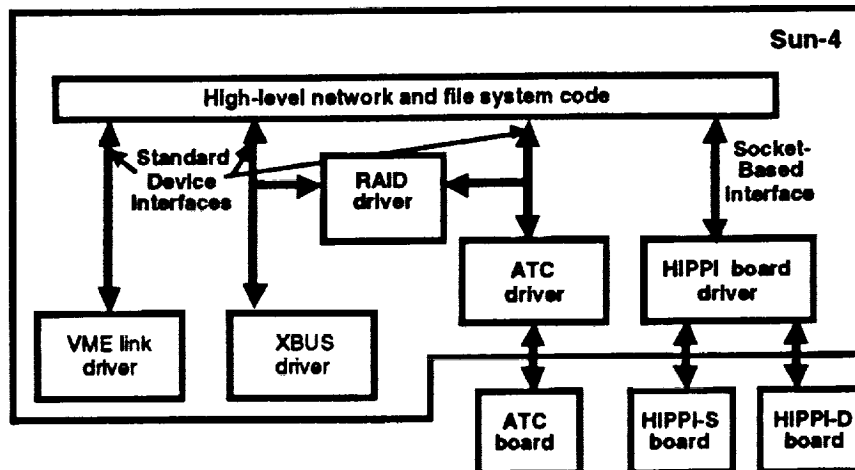 Sun-4
High-level network and file system code
Standard
Device
Interfaces
RAID
driver
Socket-
Based
Interface
ATC
driver
HIPPI board
driver
VME link
driver
XBUS
driver
ATC
board
HIPPI-S
board
HIPPI-D
board